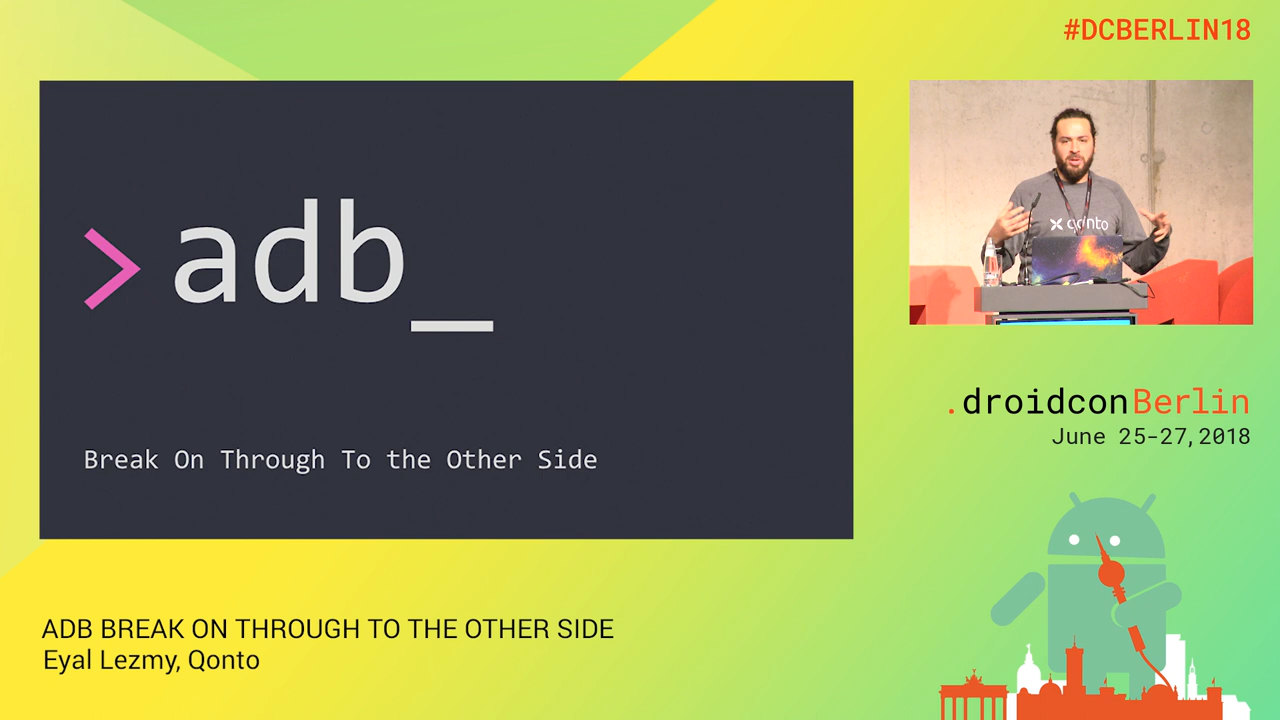 #DCBERLIN18
> adb_
Break On Through To the Other Side
qonto
.droidconBerlin
June 25-27, 2018
ADB BREAK ON THROUGH TO THE OTHER SIDE
Eyal Lezmy, Qonto